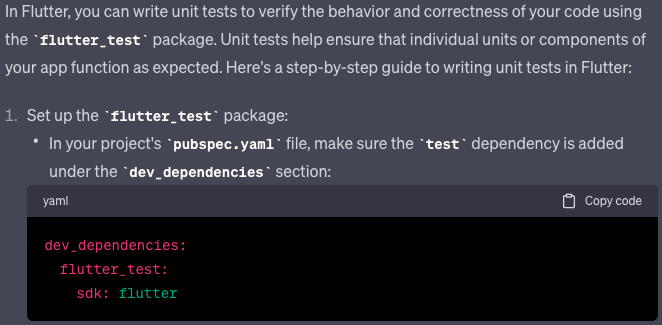 In Flutter, you can write unit tests to verify the behavior and correctness of your code using
the `flutter_test` package. Unit tests help ensure that individual units or components of
your app function as expected. Here's a step-by-step guide to writing unit tests in Flutter:
1. Set up the `flutter_test` package:
• In your project's `pubspec.yaml` file, make sure the `test` dependency is added
under the `dev_dependencies` section:
yaml Copy code
dev_dependencies:
  flutter_test:
    sdk: flutter